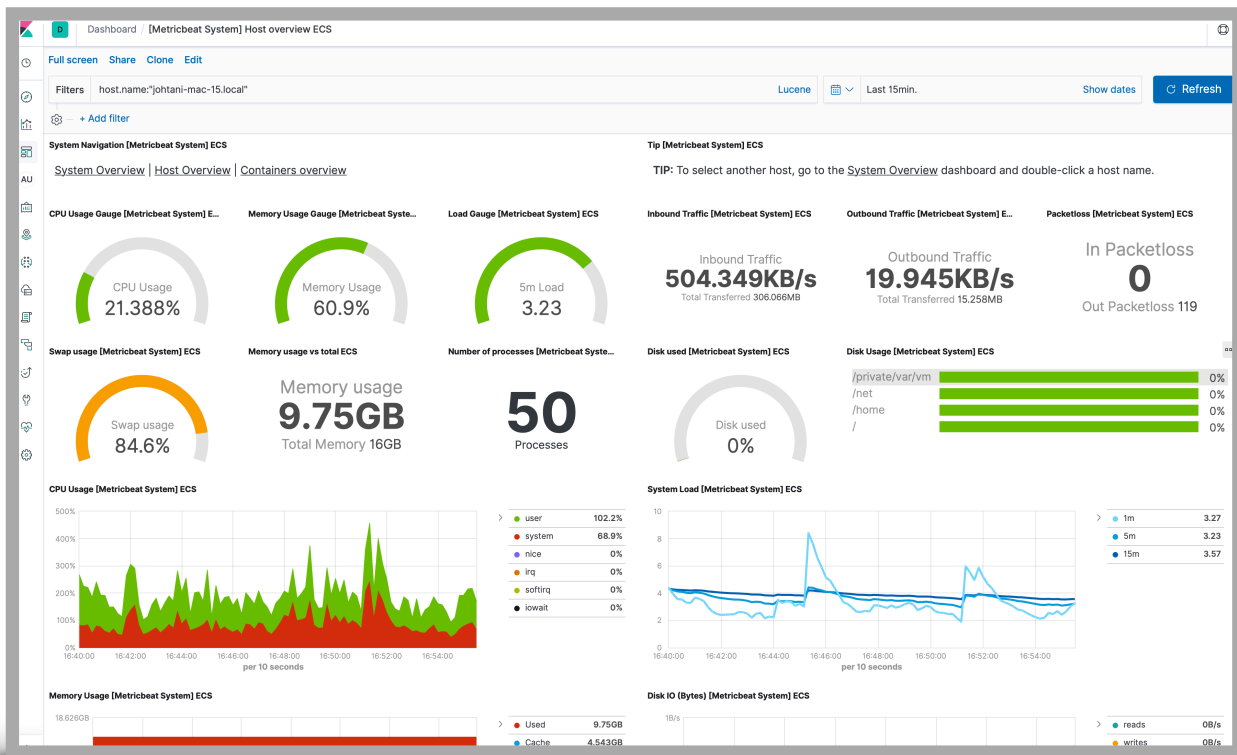 D Dashboard / [Metricbeat System] Host overview ECS
Full screen Share Clone Edit
Filters host.name:"johtani-mac-15.local" Lucene Last 15min. Show dates Refresh
+ Add filter
AU
System Navigation [Metricbeat System] ECS
System Overview | Host Overview | Containers overview
Tip [Metricbeat System] ECS
TIP: To select another host, go to the System Overview dashboard and double-click a host name.
CPU Usage Gauge [Metricbeat System] E...
CPU Usage
21.388%
Memory Usage Gauge [Metricbeat Syste...
Memory Usage
60.9%
Load Gauge [Metricbeat System] ECS
5m Load
3.23
Inbound Traffic [Metricbeat System] ECS
Inbound Traffic
504.349KB/s
Total Transferred 306.066MB
Outbound Traffic [Metricbeat System] E...
Outbound Traffic
19.945KB/s
Total Transferred 15.258MB
Packetloss [Metricbeat System] ECS
In Packetloss
0
Out Packetloss 119
Swap usage [Metricbeat System] ECS
Swap usage
84.6%
Memory usage vs total ECS
Memory usage
9.75GB
Total Memory 16GB
Number of processes [Metricbeat Syste...
50
Processes
Disk used [Metricbeat System] ECS
Disk used
0%
Disk Usage [Metricbeat System] ECS
/private/var/vm 0%
/net 0%
/home 0%
/ 0%
CPU Usage [Metricbeat System] ECS
500%
400%
300%
200%
100%
0%
16:40:00 16:42:00 16:44:00 16:46:00 16:48:00 16:50:00 16:52:00 16:54:00
per 10 seconds
user 102.2%
system 68.9%
nice 0%
irq 0%
softirq 0%
iowait 0%
System Load [Metricbeat System] ECS
10
8
6
4
2
0
16:40:00 16:42:00 16:44:00 16:46:00 16:48:00 16:50:00 16:52:00 16:54:00
per 10 seconds
1m 3.27
5m 3.23
15m 3.57
Memory Usage [Metricbeat System] ECS
18.626GB
Used 9.75GB
Cache 4.543GB
Disk IO (Bytes) [Metricbeat System] ECS
1B/s
reads 0B/s
writes 0B/s